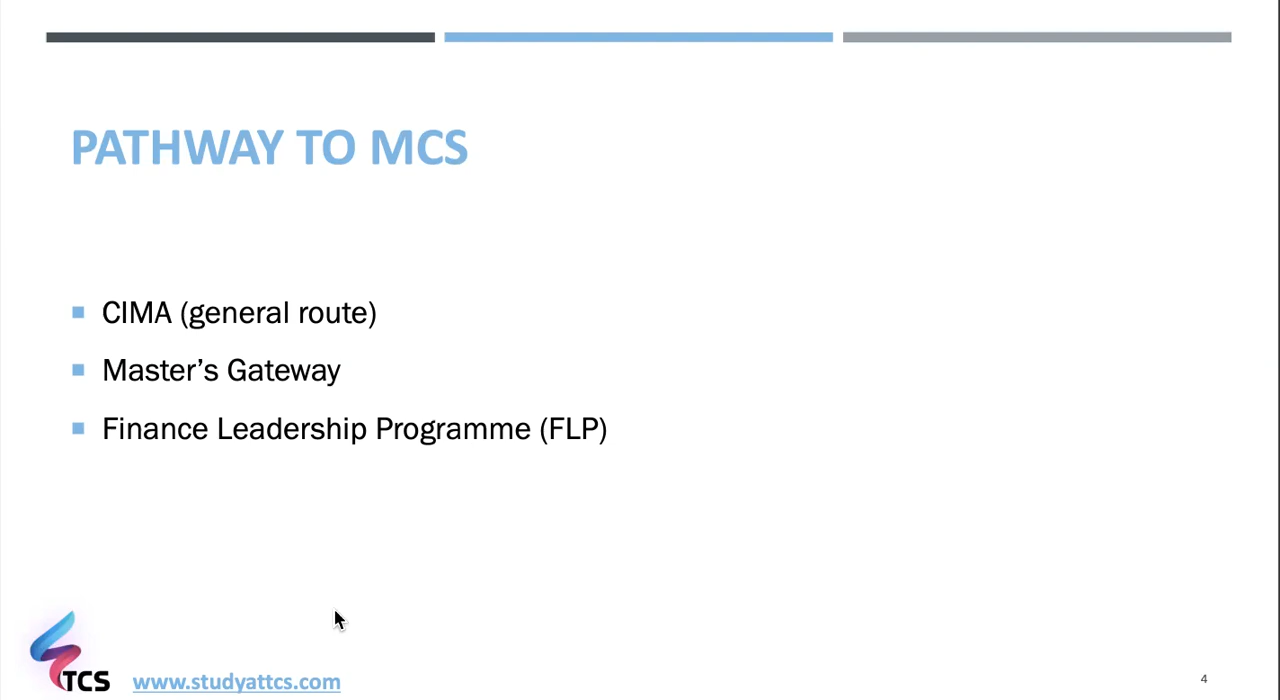 PATHWAY TO MCS
CIMA (general route)
Master’s Gateway
Finance Leadership Programme (FLP)
TCS
www.studyattcs.com
4